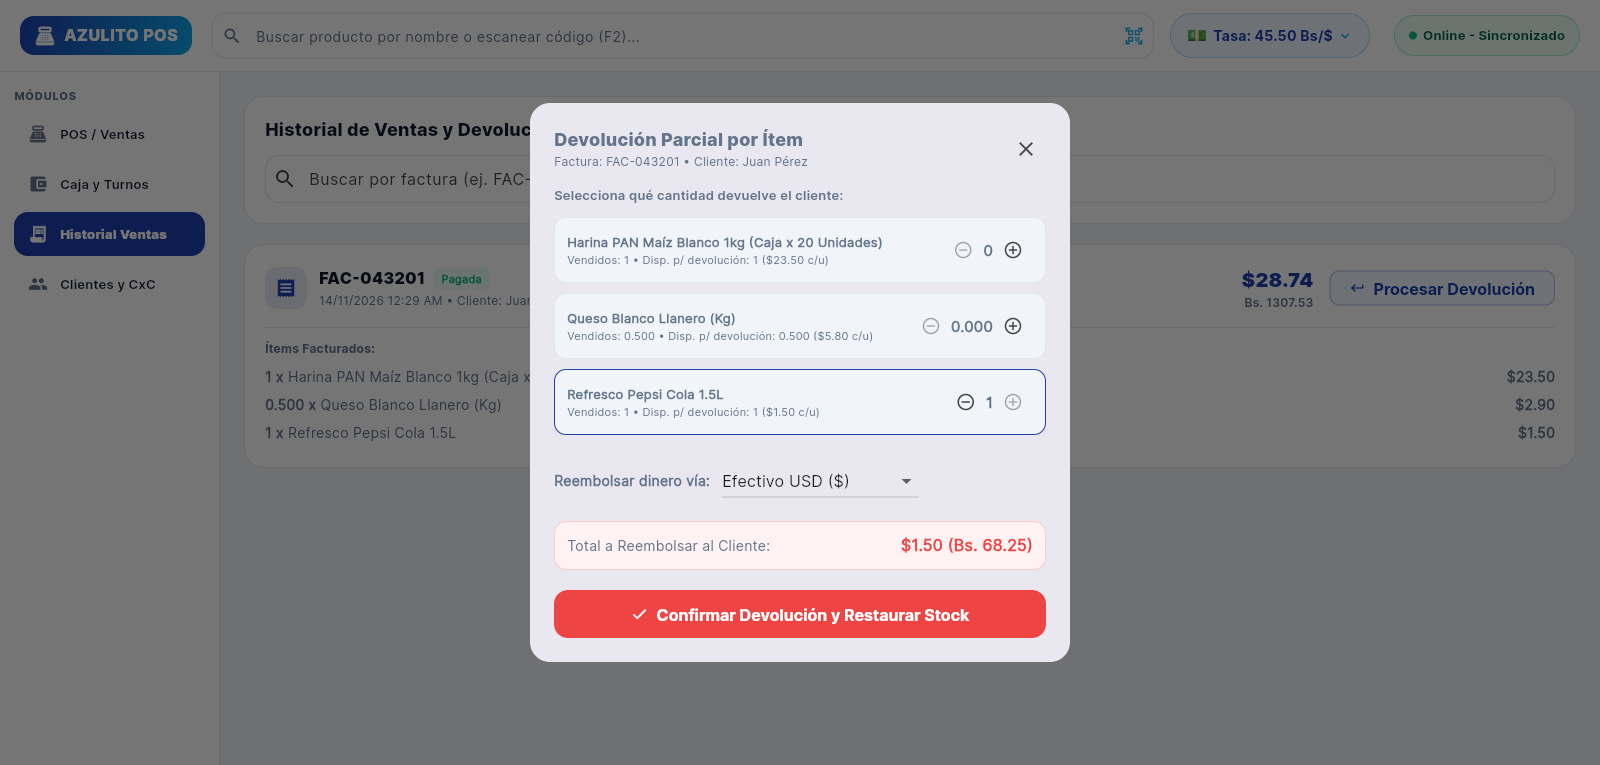 AZULITO POS
Buscar producto por nombre o escanear código (F2)...
Tasa: 45.50 Bs/$
Online - Sincronizado
MÓDULOS
POS / Ventas
Caja y Turnos
Historial Ventas
Clientes y CxC
Historial de Ventas y Devoluc
Buscar por factura (ej. FAC-
FAC-043201
Pagada
14/11/2026 12:29 AM • Cliente: Juan
$28.74
Bs. 1307.53
Procesar Devolución
Ítems Facturados:
1 x Harina PAN Maíz Blanco 1kg (Caja x
$23.50
0.500 x Queso Blanco Llanero (Kg)
$2.90
1 x Refresco Pepsi Cola 1.5L
$1.50
Devolución Parcial por Ítem
Factura: FAC-043201 • Cliente: Juan Pérez
Selecciona qué cantidad devuelve el cliente:
Harina PAN Maíz Blanco 1kg (Caja x 20 Unidades)
Vendidos: 1 • Disp. p/ devolución: 1 ($23.50 c/u)
0
Queso Blanco Llanero (Kg)
Vendidos: 0.500 • Disp. p/ devolución: 0.500 ($5.80 c/u)
0.000
Refresco Pepsi Cola 1.5L
Vendidos: 1 • Disp. p/ devolución: 1 ($1.50 c/u)
1
Reembolsar dinero vía: Efectivo USD ($)
Total a Reembolsar al Cliente: $1.50 (Bs. 68.25)
Confirmar Devolución y Restaurar Stock